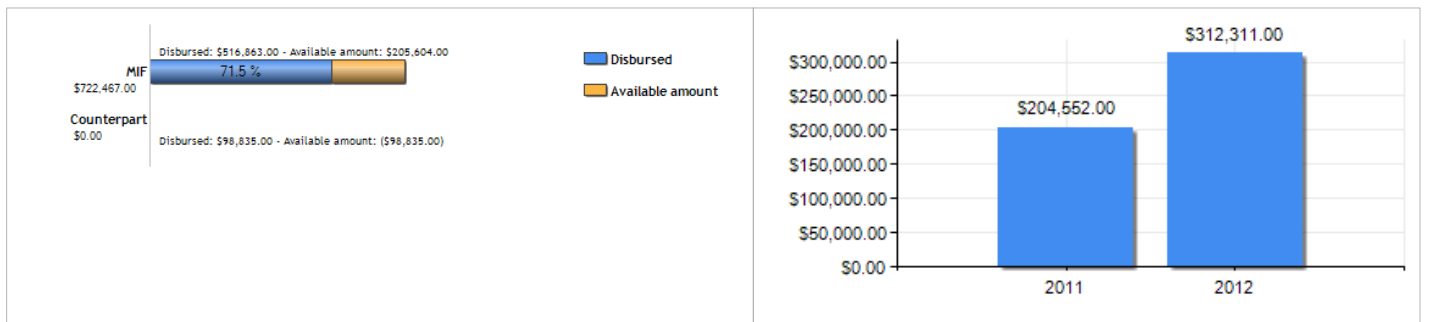 Disbursed: $516,863.00 - Available amount: $205,604.00
MIF
71.5 %
$722,467.00
Counterpart
$0.00
Disbursed: $98,835.00 - Available amount: ($98,835.00)
Disbursed
Available amount
$312,311.00
$300,000.00
$250,000.00
$204,552.00
$200,000.00
$150,000.00
$100,000.00
$50,000.00
$0.00
2011
2012